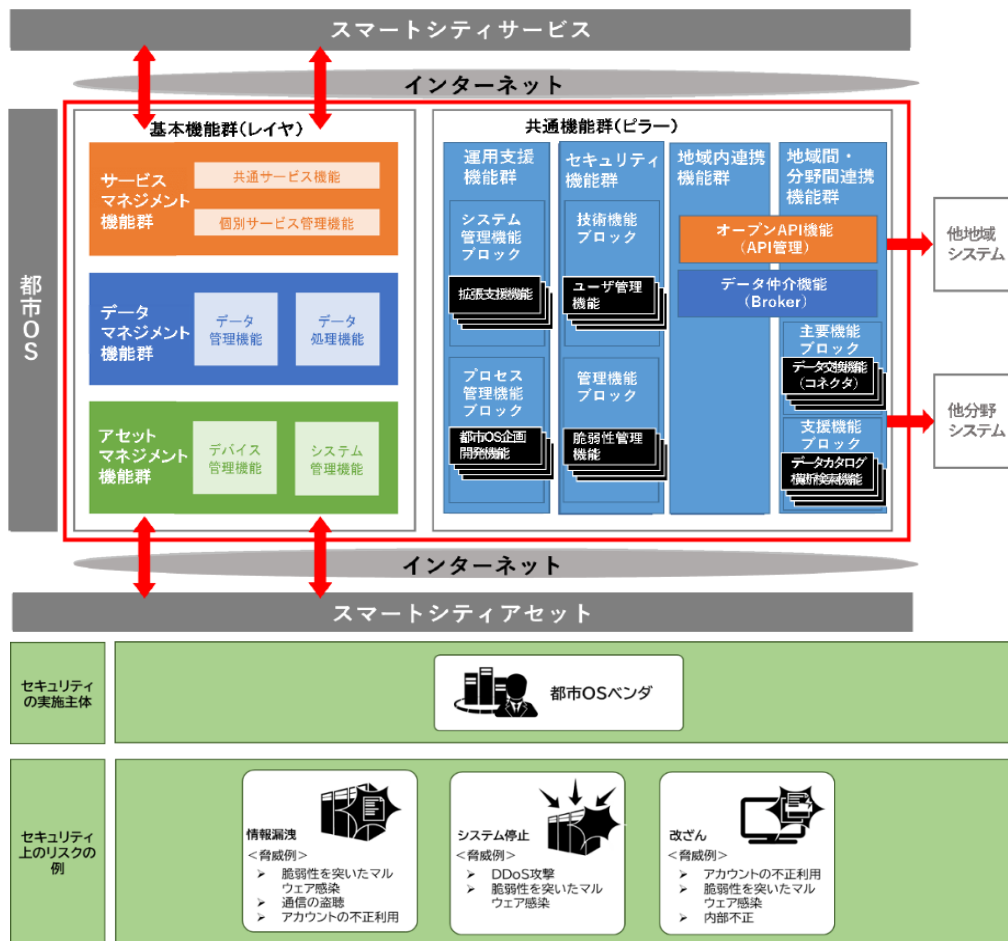 スマートシティサービス
インターネット
都市OS
基本機能群(レイヤ)
サービス
マネジメント
機能群
共通サービス機能
個別サービス管理機能
データ
マネジメント
機能群
データ
管理機能
データ
処理機能
アセット
マネジメント
機能群
デバイス
管理機能
システム
管理機能
共通機能群(ピラー)
運用支援
機能群
システム
管理機能
ブロック
拡張支援機能
プロセス
管理機能
ブロック
都市OS企画
開発機能
セキュリティ
機能群
技術機能
ブロック
ユーザ管理
機能
管理機能
ブロック
脆弱性管理
機能
地域内連携
機能群
地域間・
分野間連携
機能群
オープンAPI機能
(API管理)
データ仲介機能
(Broker)
主要機能
ブロック
データ交換機能
(コネクタ)
支援機能
ブロック
データカタログ
横断検索機能
他地域
システム
他分野
システム
インターネット
スマートシティアセット
セキュリティ
の実施主体
都市OSベンダ
セキュリティ
上のリスクの
例
情報漏洩
<脅威例>
➢ 脆弱性を突いたマル
ウェア感染
➢ 通信の盗聴
➢ アカウントの不正利用
システム停止
<脅威例>
➢ DDoS攻撃
➢ 脆弱性を突いたマル
ウェア感染
改ざん
<脅威例>
➢ アカウントの不正利用
➢ 脆弱性を突いたマル
ウェア感染
➢ 内部不正